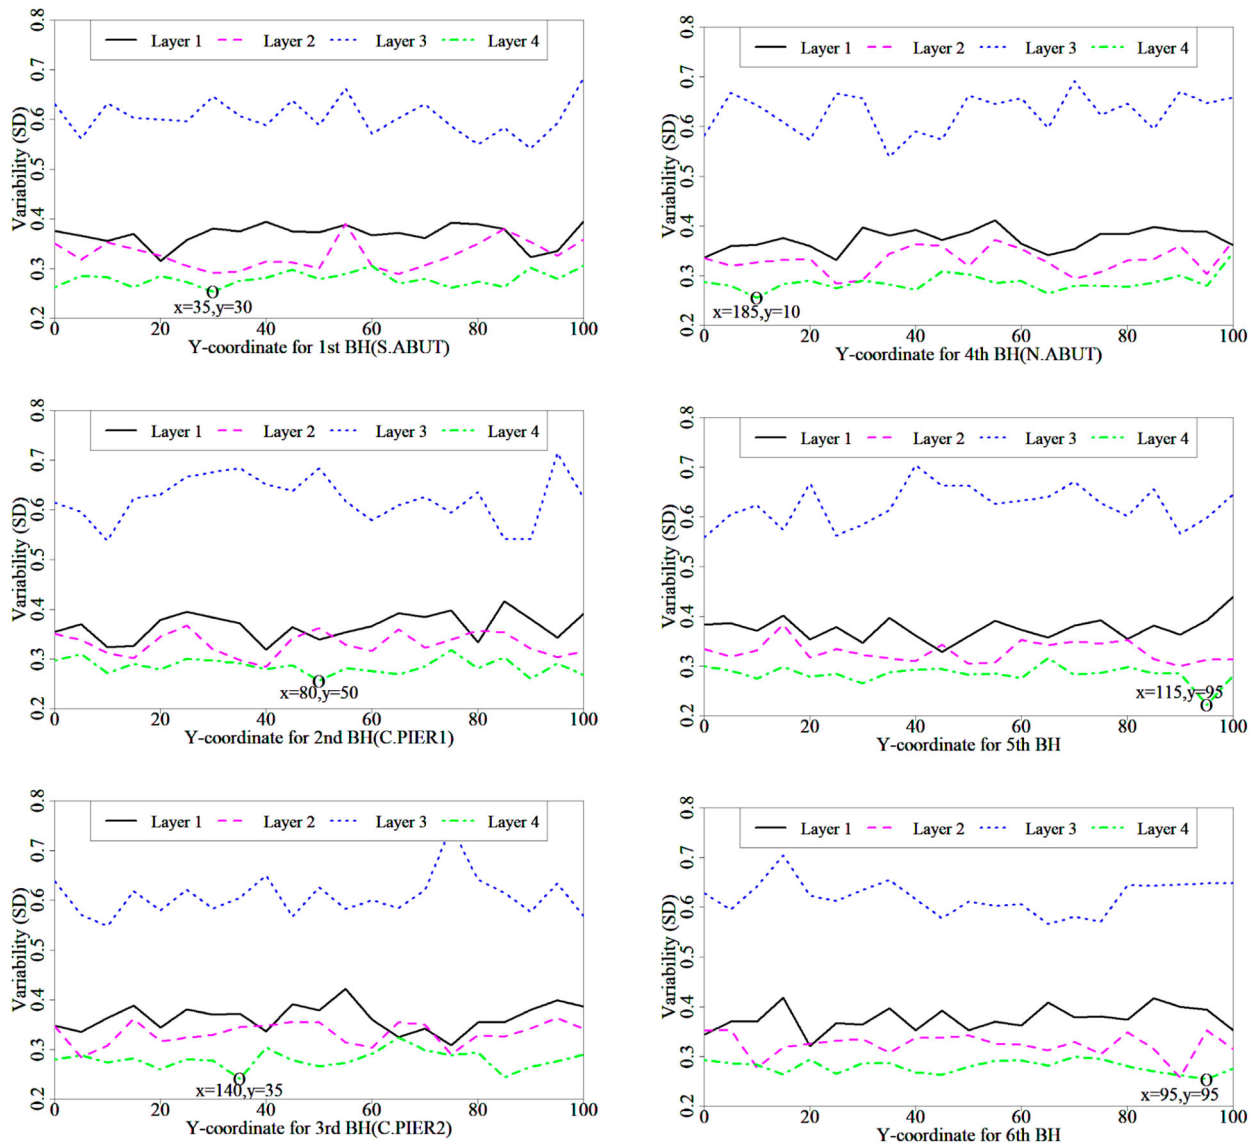 Layer 1 Layer 2 Layer 3 Layer 4
Variability (SD)
0.2 0.3 0.4 0.5 0.6 0.7 0.8
x=35,y=30
0 20 40 60 80 100
Y-coordinate for 1st BH(S.ABUT)
Layer 1 Layer 2 Layer 3 Layer 4
Variability (SD)
0.2 0.3 0.4 0.5 0.6 0.7 0.8
x=185,y=10
0 20 40 60 80 100
Y-coordinate for 4th BH(N.ABUT)
Layer 1 Layer 2 Layer 3 Layer 4
Variability (SD)
0.2 0.3 0.4 0.5 0.6 0.7 0.8
x=80,y=50
0 20 40 60 80 100
Y-coordinate for 2nd BH(C.PIER1)
Layer 1 Layer 2 Layer 3 Layer 4
Variability (SD)
0.2 0.3 0.4 0.5 0.6 0.7 0.8
x=115,y=95
0 20 40 60 80 100
Y-coordinate for 5th BH
Layer 1 Layer 2 Layer 3 Layer 4
Variability (SD)
0.2 0.3 0.4 0.5 0.6 0.7 0.8
x=140,y=35
0 20 40 60 80 100
Y-coordinate for 3rd BH(C.PIER2)
Layer 1 Layer 2 Layer 3 Layer 4
Variability (SD)
0.2 0.3 0.4 0.5 0.6 0.7 0.8
x=95,y=95
0 20 40 60 80 100
Y-coordinate for 6th BH